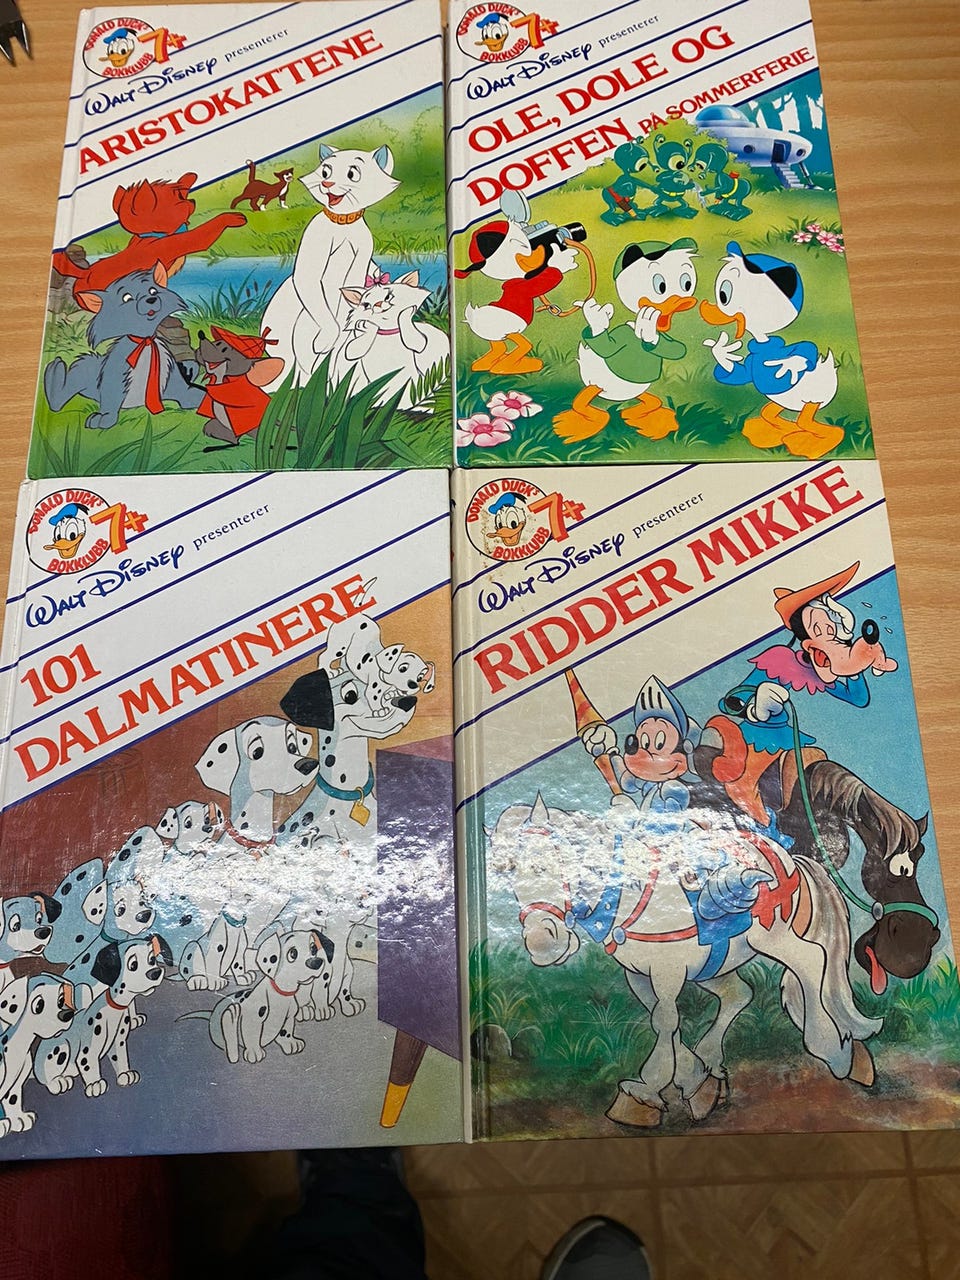 DONALD DUCK'S
7+
BOKKLUBB
WALT DISNEY presenterer
ARISTOKATTENE
DONALD DUCK'S
7+
BOKKLUBB
WALT DISNEY presenterer
OLE, DOLE OG
DOFFEN PÅ SOMMERFERIE
DONALD DUCK'S
7+
BOKKLUBB
WALT DISNEY presenterer
101
DALMATINERE
DONALD DUCK'S
7+
BOKKLUBB
WALT DISNEY presenterer
RIDDER MIKKE